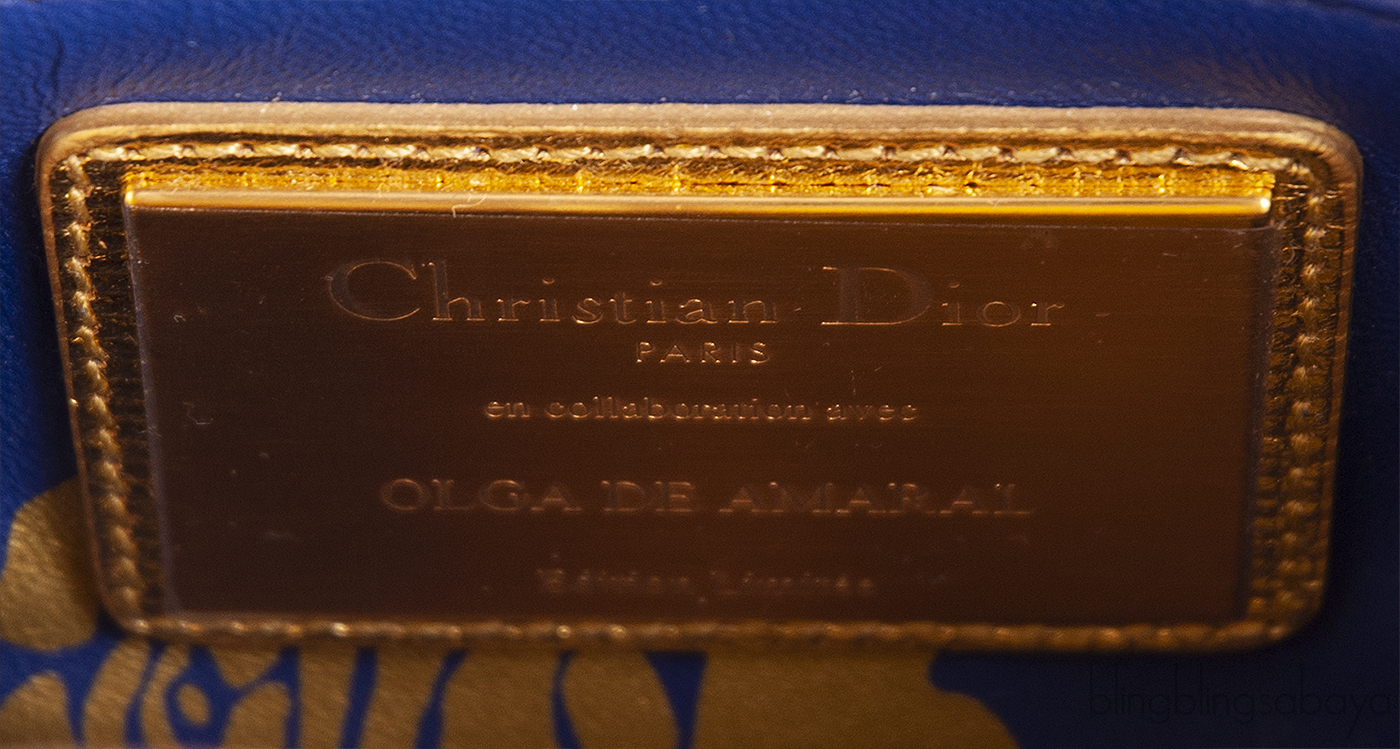 Christian Dior
PARIS
en collaboration avec
OLGA DE AMARAL
Édition Limitée
blingblingsabaya